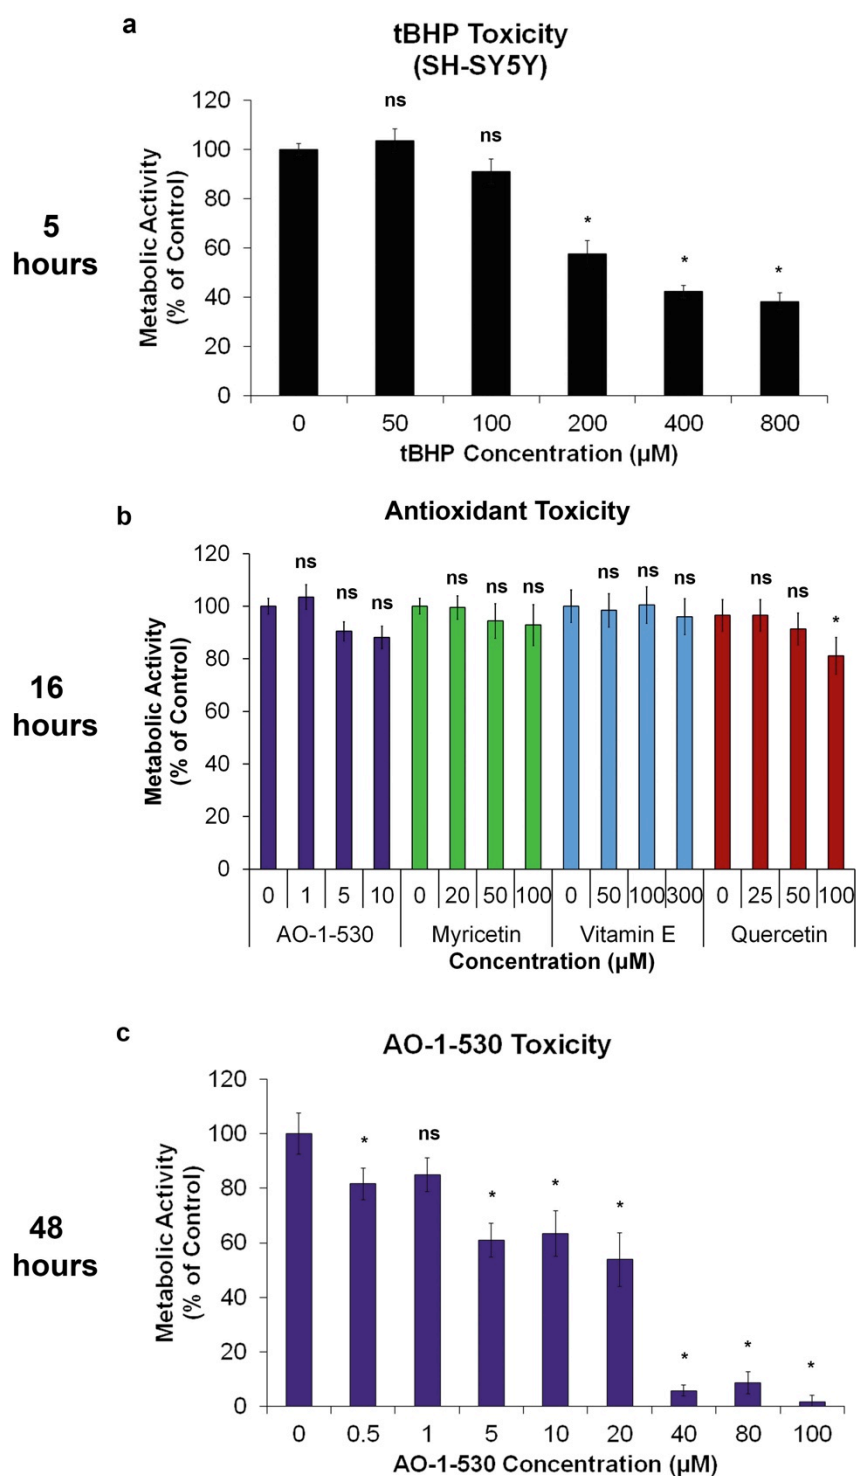 a
tBHP Toxicity
(SH-SY5Y)
5
hours
Metabolic Activity
(% of Control)
120
100
80
60
40
20
0
ns
ns
*
*
*
0 50 100 200 400 800
tBHP Concentration (µM)
b
Antioxidant Toxicity
16
hours
Metabolic Activity
(% of Control)
120
100
80
60
40
20
0
ns ns ns ns ns ns ns ns ns ns ns *
0 1 5 10 0 20 50 100 0 50 100 300 0 25 50 100
AO-1-530 Myricetin Vitamin E Quercetin
Concentration (µM)
c
AO-1-530 Toxicity
48
hours
Metabolic Activity
(% of Control)
120
100
80
60
40
20
0
* ns * * * * * *
0 0.5 1 5 10 20 40 80 100
AO-1-530 Concentration (µM)